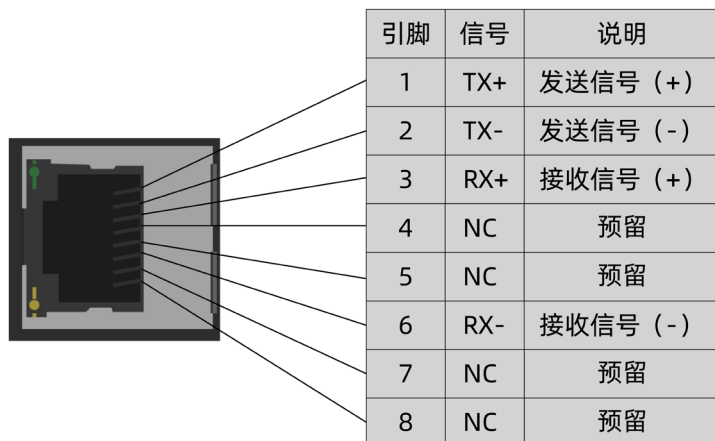 引脚 信号 说明
1 TX+ 发送信号（+）
2 TX- 发送信号（-）
3 RX+ 接收信号（+）
4 NC 预留
5 NC 预留
6 RX- 接收信号（-）
7 NC 预留
8 NC 预留